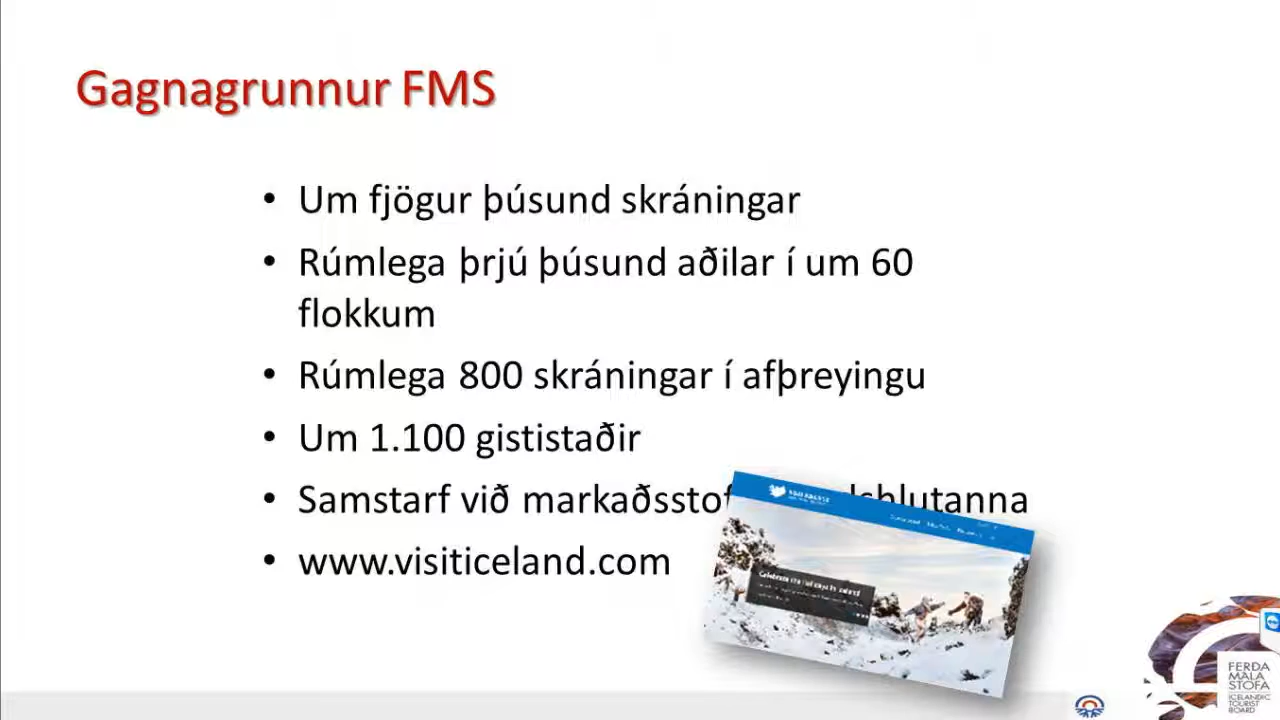 Gagnagrunnur FMS
• Um fjögur þúsund skráningar
• Rúmlega þrjú þúsund aðilar í um 60
flokkum
• Rúmlega 800 skráningar í afþreyingu
• Um 1.100 gististaðir
• Samstarf við
• www.visiticeland.com
FERÐA
MÁLA
STOFA
ICELANDIC
TOURIST
BOARD